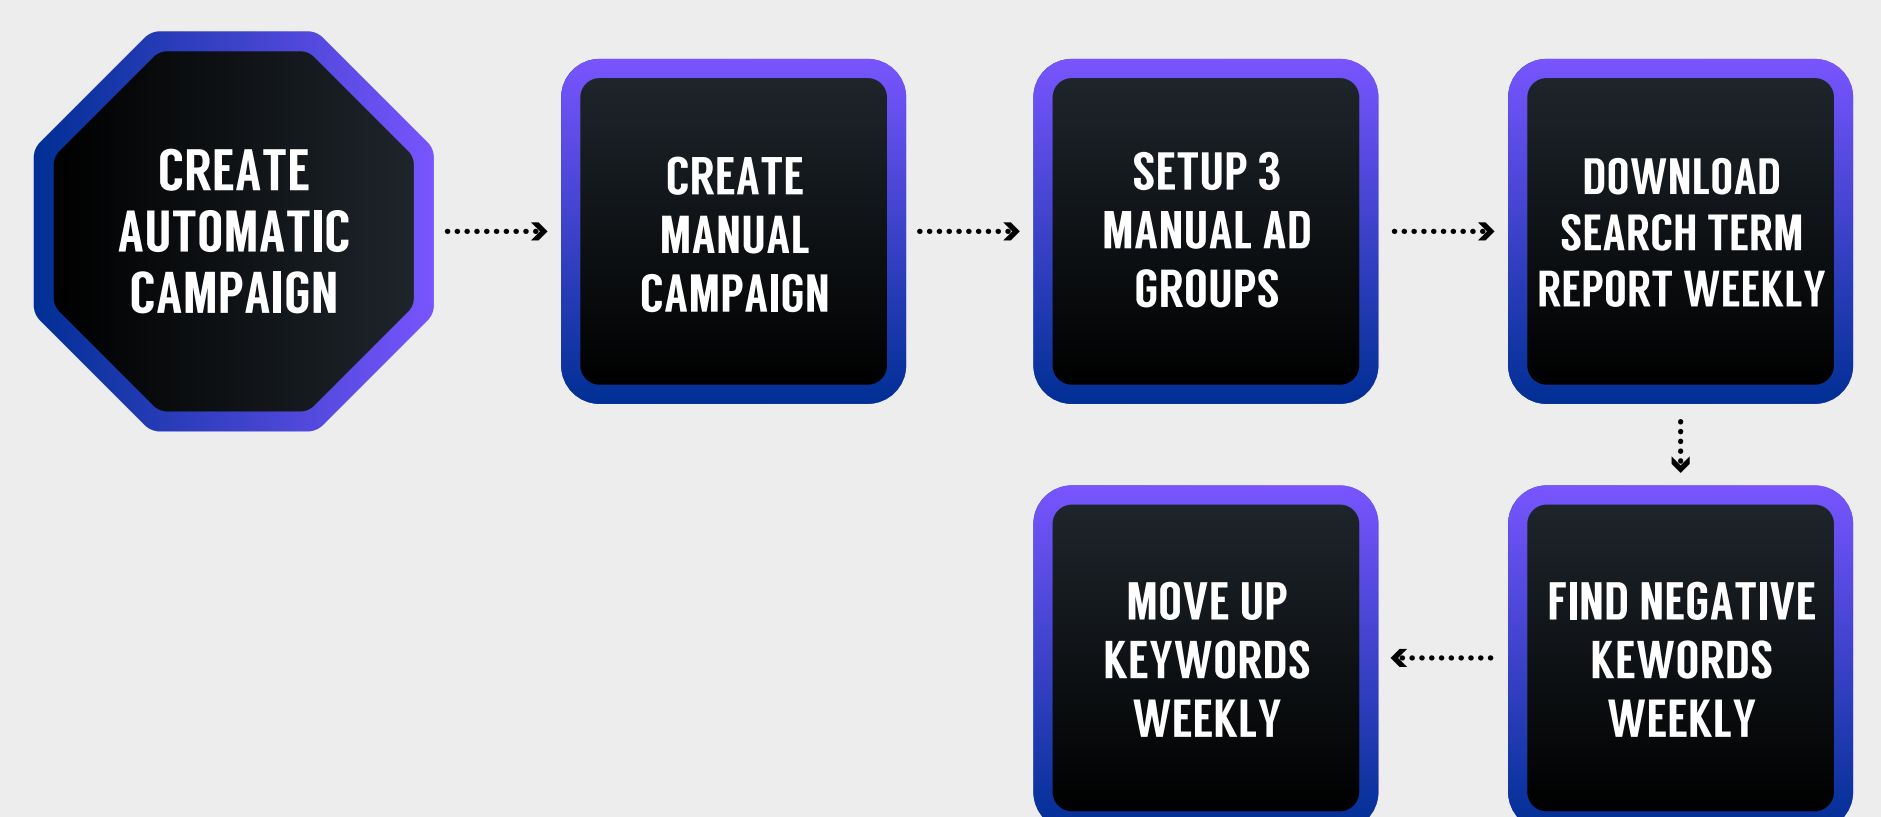 CREATE
AUTOMATIC
CAMPAIGN
CREATE
MANUAL
CAMPAIGN
SETUP 3
MANUAL AD
GROUPS
DOWNLOAD
SEARCH TERM
REPORT WEEKLY
FIND NEGATIVE
KEWORDS
WEEKLY
MOVE UP
KEYWORDS
WEEKLY